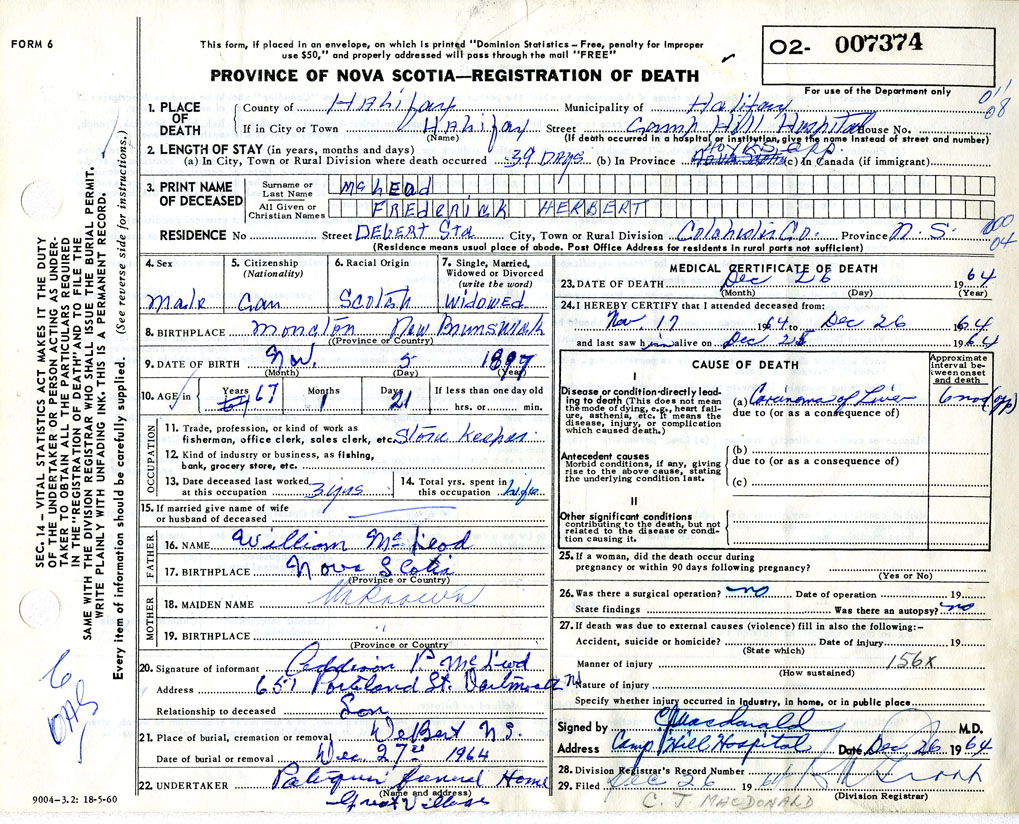 FORM 6
This form, if placed in an envelope, on which is printed "Dominion Statistics – Free, penalty for improper
use $50," and properly addressed will pass through the mail "FREE"
O2- 007374
PROVINCE OF NOVA SCOTIA—REGISTRATION OF DEATH
For use of the Department only
1. PLACE OF DEATH
County of Halifax Municipality of Halifax
If in City or Town Halifax Street Camp Hill Hospital House No.
(Name) (If death occurred in a hospital or institution, give its name instead of street and number)
2. LENGTH OF STAY (in years, months and days)
(a) In City, Town or Rural Division where death occurred 39 DAYS (b) In Province (c) In Canada (if immigrant)
3. PRINT NAME OF DECEASED
Surname or Last Name McLEOD
All Given or Christian Names FREDERICK HERBERT
RESIDENCE No Street DEBERT Sta City, Town or Rural Division Colchester Co. Province N.S.
(Residence means usual place of abode. Post Office Address for residents in rural parts not sufficient)
004
04
4. Sex
Male
5. Citizenship (Nationality)
Can
6. Racial Origin
Scotish
7. Single, Married, Widowed or Divorced (write the word)
Widowed
8. BIRTHPLACE Moncton New Brunswick
(Province or Country)
9. DATE OF BIRTH Nov. 5 1897
(Month) (Day) (Year)
10. AGE in Years 67 Months 1 Days 21 If less than one day old hrs. or min.
OCCUPATION
11. Trade, profession, or kind of work as
fisherman, office clerk, sales clerk, etc. Store Keeper
12. Kind of industry or business, as fishing,
bank, grocery store, etc.
13. Date deceased last worked at this occupation 3 yrs
14. Total yrs. spent in this occupation Life
15. If married give name of wife
or husband of deceased
FATHER
16. NAME William McLeod
17. BIRTHPLACE Nova Scotia
(Province or Country)
MOTHER
18. MAIDEN NAME Unknown
19. BIRTHPLACE "
(Province or Country)
20. Signature of informant Addison P. McLeod
Address 657 Portland St. Dartmouth NS
Relationship to deceased Son
21. Place of burial, cremation or removal DeBert N.S.
Date of burial or removal Dec. 27th 1964
22. UNDERTAKER funeral Home
(Name and address)
Great Village
9004–3.2: 18-5-60
MEDICAL CERTIFICATE OF DEATH
23. DATE OF DEATH Dec 26 1964
(Month) (Day) (Year)
24. I HEREBY CERTIFY that I attended deceased from:
Nov. 17 1964 to Dec 26 1964
and last saw him alive on Dec 26 1964
CAUSE OF DEATH
Approximate interval between onset and death
I
Disease or condition directly leading to death (This does not mean the mode of dying, e.g., heart failure, asthenia, etc. It means the disease, injury, or complication which caused death.)
(a) Carcinoma of Liver 6 mos (app)
due to (or as a consequence of)
Antecedent causes
Morbid conditions, if any, giving rise to the above cause, stating the underlying condition last.
(b)
due to (or as a consequence of)
(c)
II
Other significant conditions
contributing to the death, but not related to the disease or condition causing it.
25. If a woman, did the death occur during
pregnancy or within 90 days following pregnancy?
(Yes or No)
26. Was there a surgical operation? no Date of operation 19
State findings Was there an autopsy? no
27. If death was due to external causes (violence) fill in also the following:–
Accident, suicide or homicide? Date of injury 19
(State which)
Manner of injury 156X
(How sustained)
Nature of injury
Specify whether injury occurred in Industry, in home, or in public place
Signed by CJMacdonald M.D.
Address Camp Hill Hospital Date Dec 26 1964
28. Division Registrar's Record Number
29. Filed Dec 26 19
(Division Registrar)
C. J MACDONALD
SEC. 14 – VITAL STATISTICS ACT MAKES IT THE DUTY
OF THE UNDERTAKER OR PERSON ACTING AS UNDER-
TAKER TO OBTAIN ALL THE PARTICULARS REQUIRED
IN THE "REGISTRATION OF DEATH" AND TO FILE THE
SAME WITH THE DIVISION REGISTRAR WHO SHALL ISSUE THE BURIAL PERMIT.
WRITE PLAINLY WITH UNFADING INK. THIS IS A PERMANENT RECORD.
Every item of information should be carefully supplied. (See reverse side for instructions.)